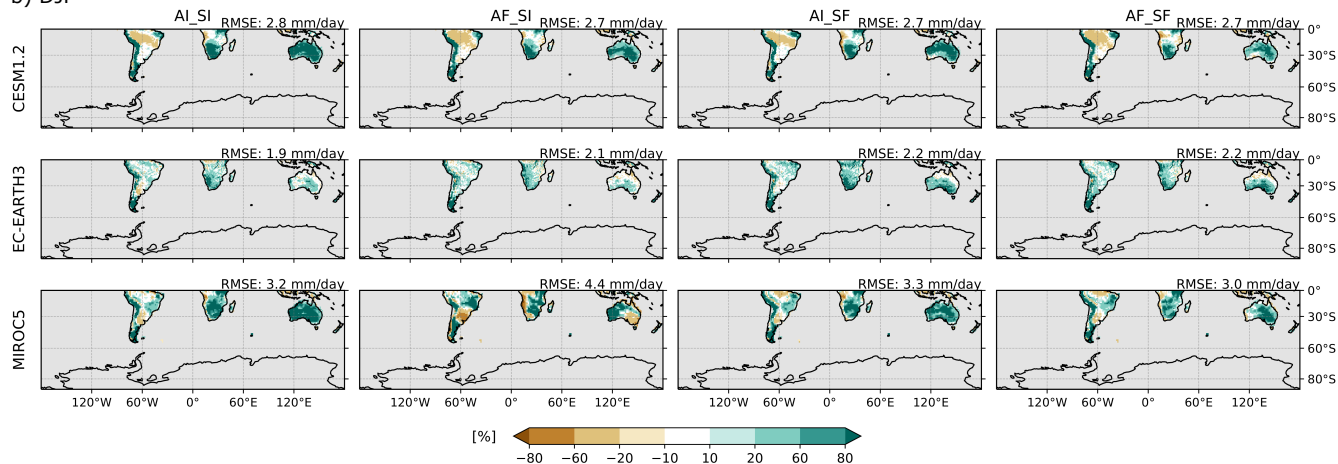 b) DJF
AI_SI AF_SI AI_SF AF_SF
RMSE: 2.8 mm/day RMSE: 2.7 mm/day RMSE: 2.7 mm/day RMSE: 2.7 mm/day
CESM1.2
0°
30°S
60°S
80°S
RMSE: 1.9 mm/day RMSE: 2.1 mm/day RMSE: 2.2 mm/day RMSE: 2.2 mm/day
EC-EARTH3
0°
30°S
60°S
80°S
RMSE: 3.2 mm/day RMSE: 4.4 mm/day RMSE: 3.3 mm/day RMSE: 3.0 mm/day
MIROC5
0°
30°S
60°S
80°S
120°W 60°W 0° 60°E 120°E 120°W 60°W 0° 60°E 120°E 120°W 60°W 0° 60°E 120°E 120°W 60°W 0° 60°E 120°E
[%]
−80 −60 −20 −10 10 20 60 80